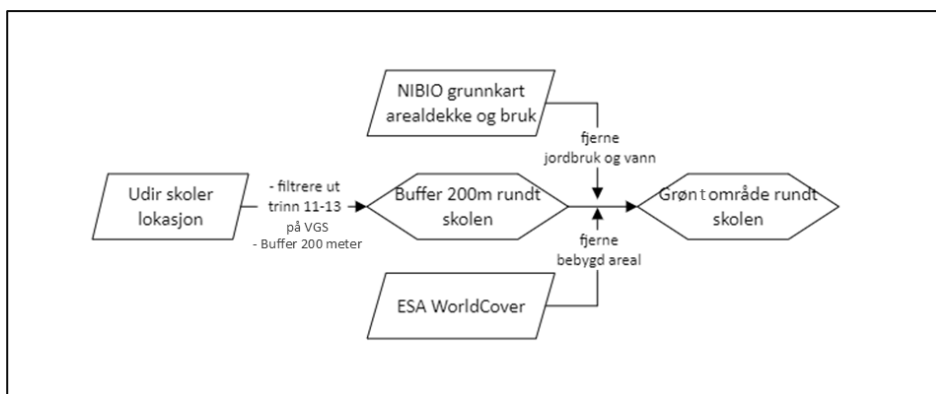 NIBIO grunnkart
arealdekke og bruk
fjerne
jordbruk og vann
Udir skoler
lokasjon
- filtrere ut
trinn 11-13
på VGS
- Buffer 200 meter
Buffer 200m rundt
skolen
Grønt område rundt
skolen
fjerne
bebygd areal
ESA WorldCover